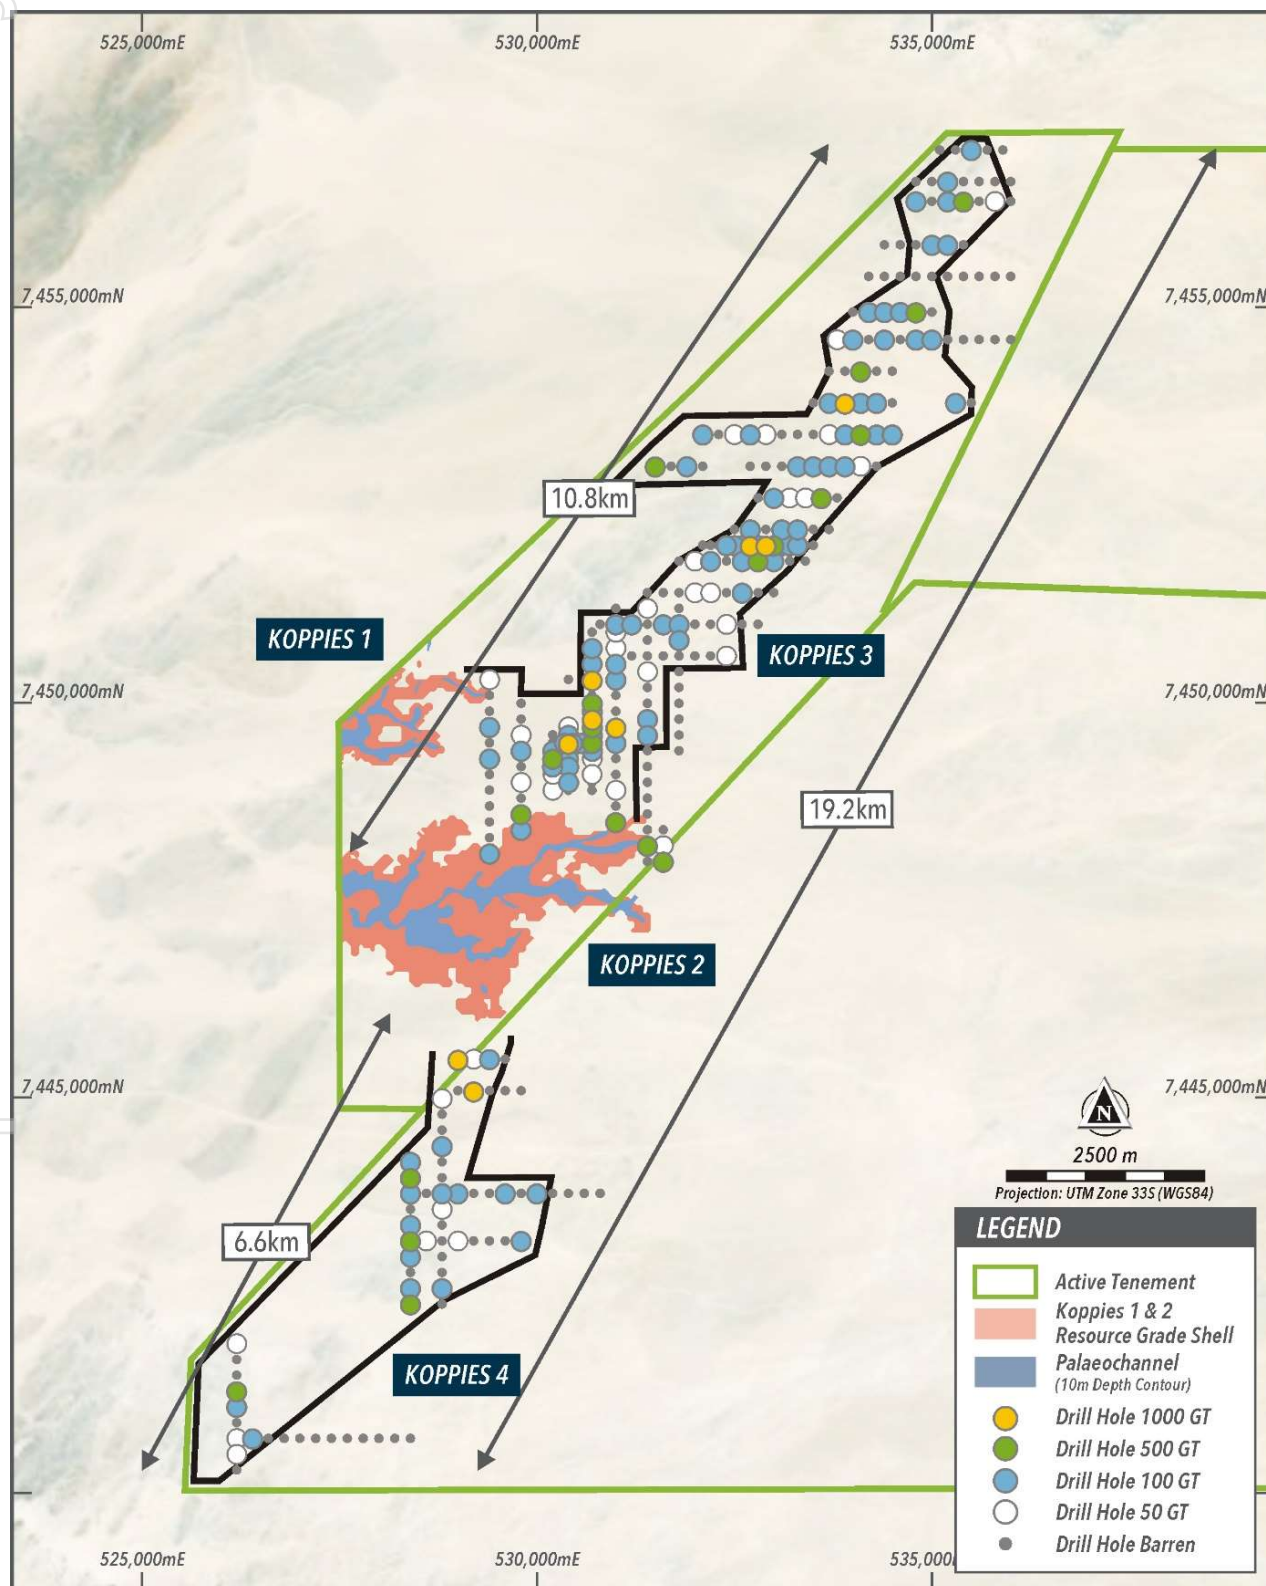 525,000mE
530,000mE
535,000mE
7,455,000mN
7,455,000mN
10.8km
KOPPIES 1
KOPPIES 3
7,450,000mN
7,450,000mN
19.2km
KOPPIES 2
7,445,000mN
7,445,000mN
N
2500 m
Projection: UTM Zone 33S (WGS84)
6.6km
KOPPIES 4
LEGEND
Active Tenement
Koppies 1 & 2
Resource Grade Shell
Palaeochannel
(10m Depth Contour)
Drill Hole 1000 GT
Drill Hole 500 GT
Drill Hole 100 GT
Drill Hole 50 GT
Drill Hole Barren
525,000mE
530,000mE